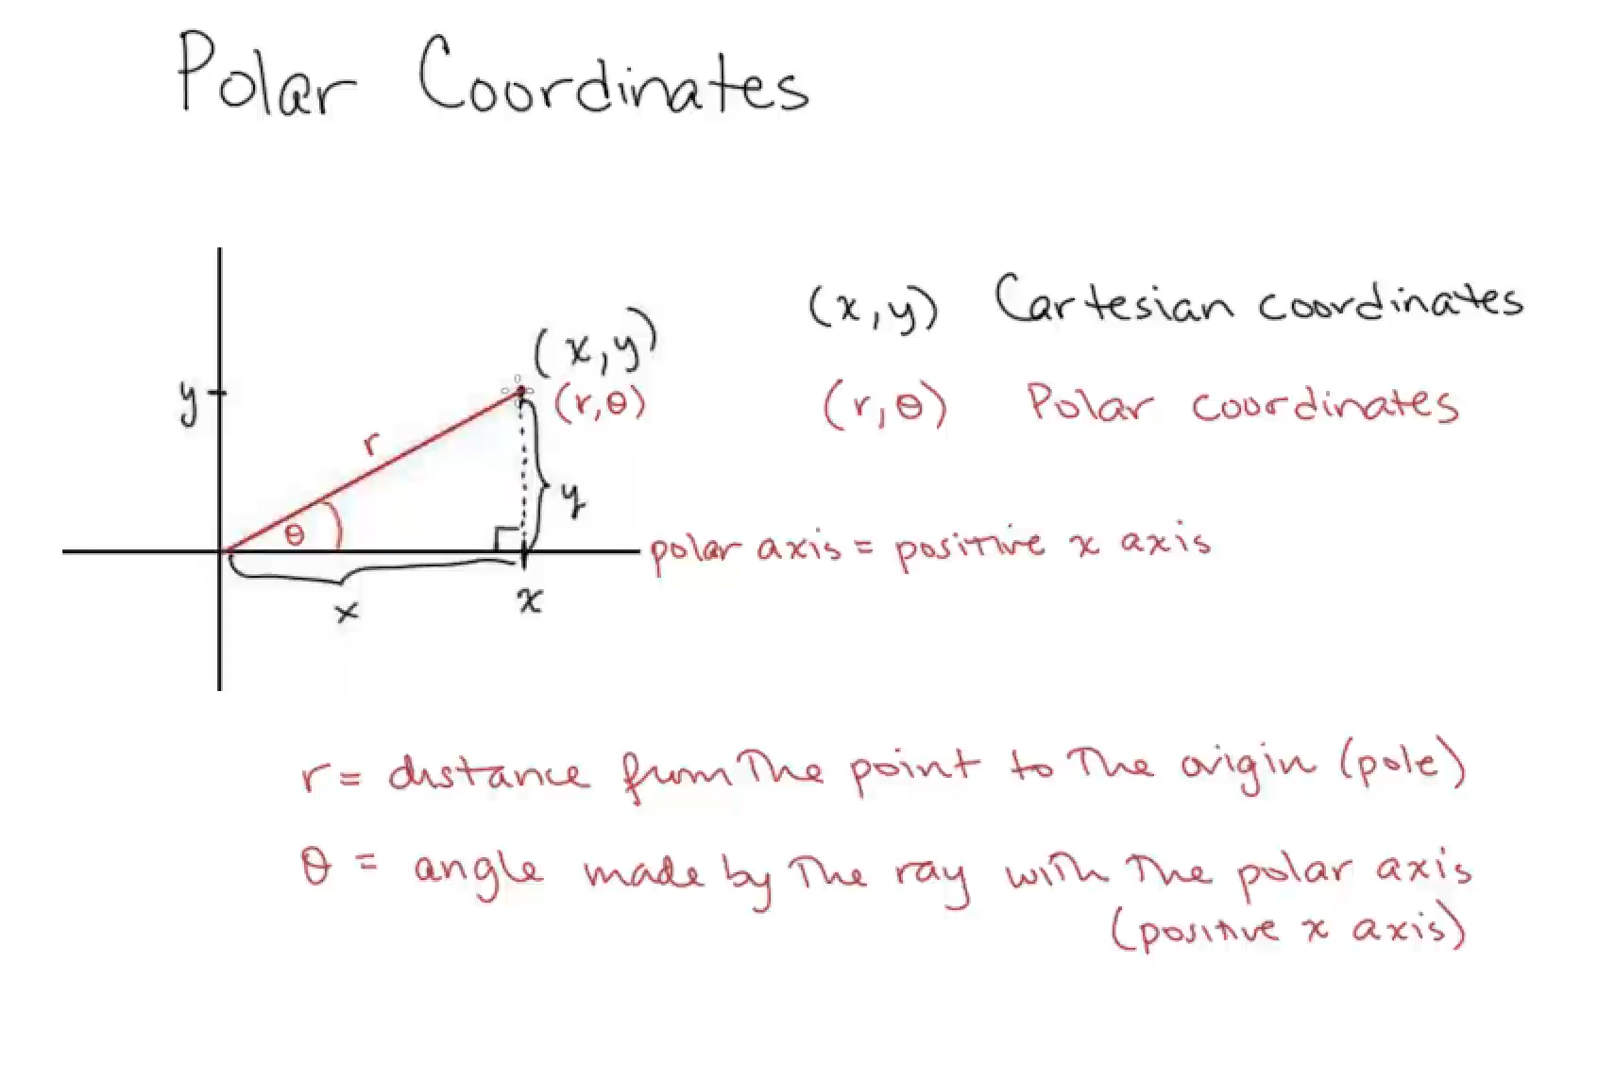 Polar Coordinates
(x,y) Cartesian coordinates
(x,y)
(r,θ) Polar coordinates
y
(r,θ)
r
y
θ
polar axis = positive x axis
x
x
r = distance from the point to the origin (pole)
θ = angle made by the ray with the polar axis
(positive x axis)